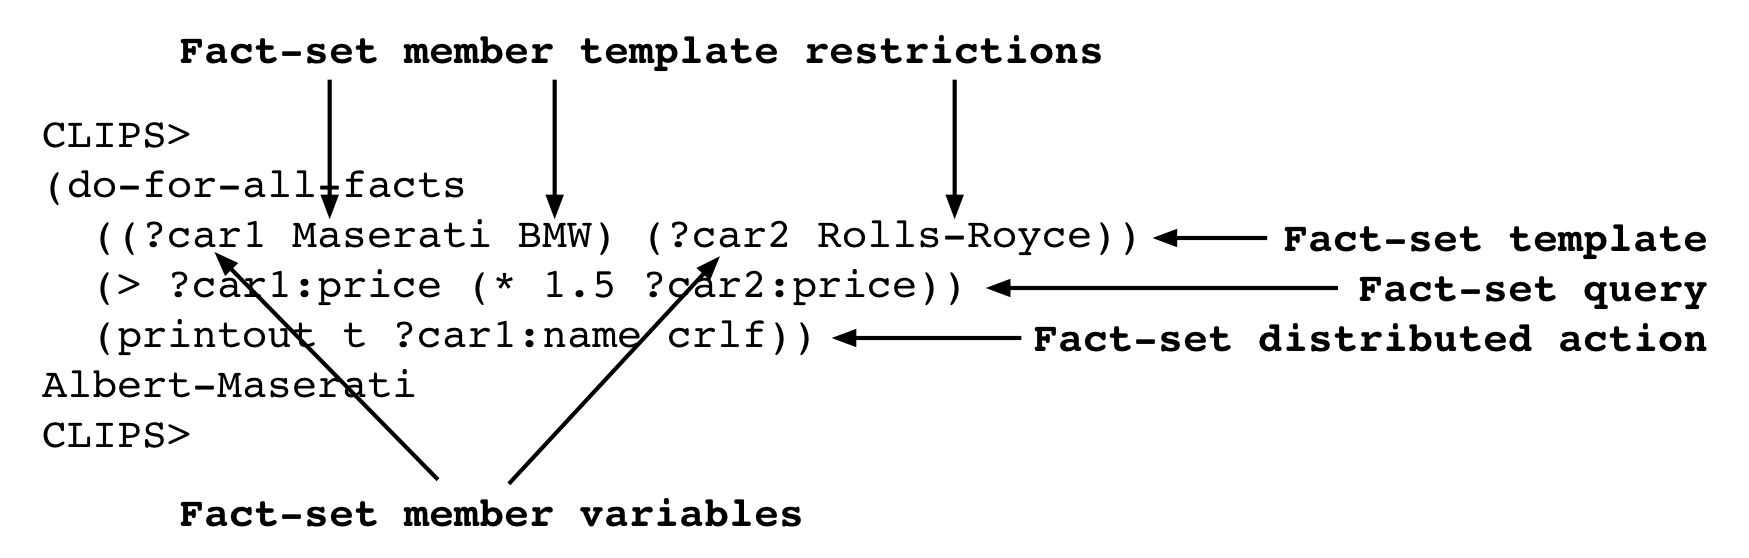 Fact-set member template restrictions
CLIPS>
(do-for-all-facts
((?car1 Maserati BMW) (?car2 Rolls-Royce)) Fact-set template
(> ?car1:price (* 1.5 ?car2:price)) Fact-set query
(printout t ?car1:name crlf)) Fact-set distributed action
Albert-Maserati
CLIPS>
Fact-set member variables